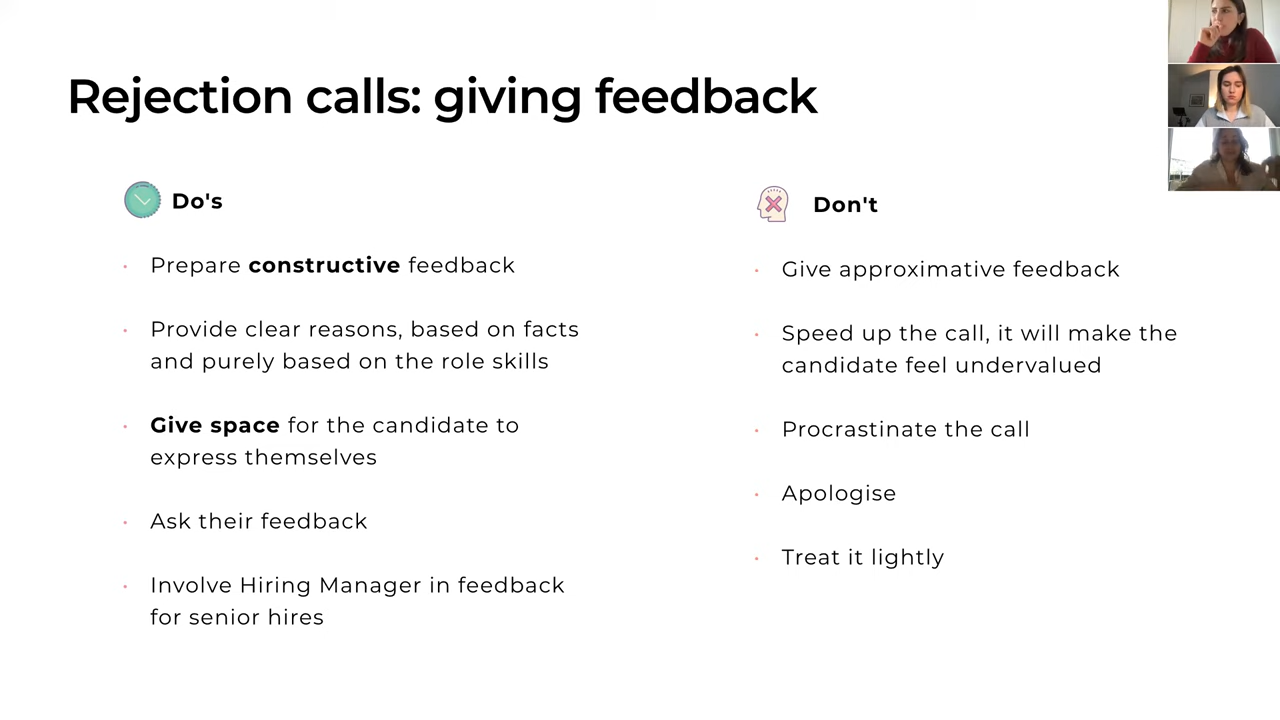 Rejection calls: giving feedback
Do's
· Prepare constructive feedback
· Provide clear reasons, based on facts
and purely based on the role skills
· Give space for the candidate to
express themselves
· Ask their feedback
· Involve Hiring Manager in feedback
for senior hires
Don't
· Give approximative feedback
· Speed up the call, it will make the
candidate feel undervalued
· Procrastinate the call
· Apologise
· Treat it lightly